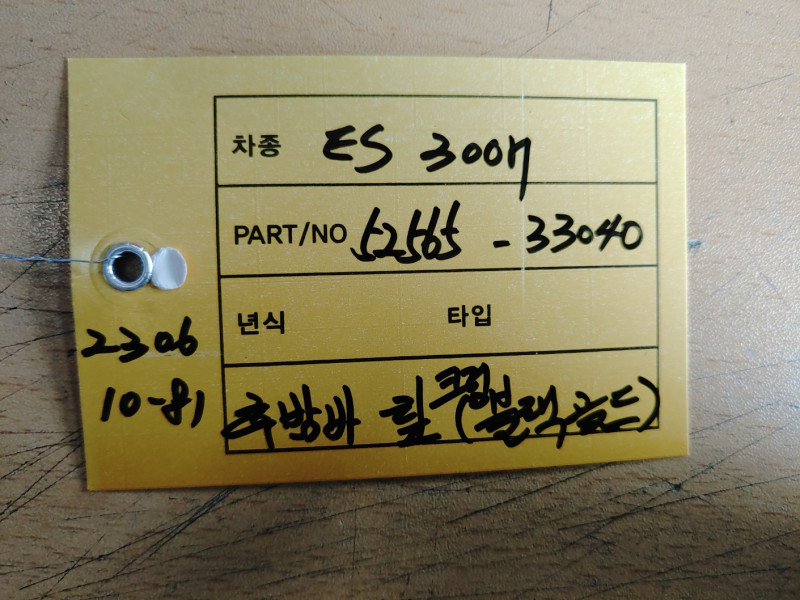 차종 ES 300h
PART/NO 52565-33040
년식 타입
2306
10-81
후방바 립 크롬 (블랙, 골드)